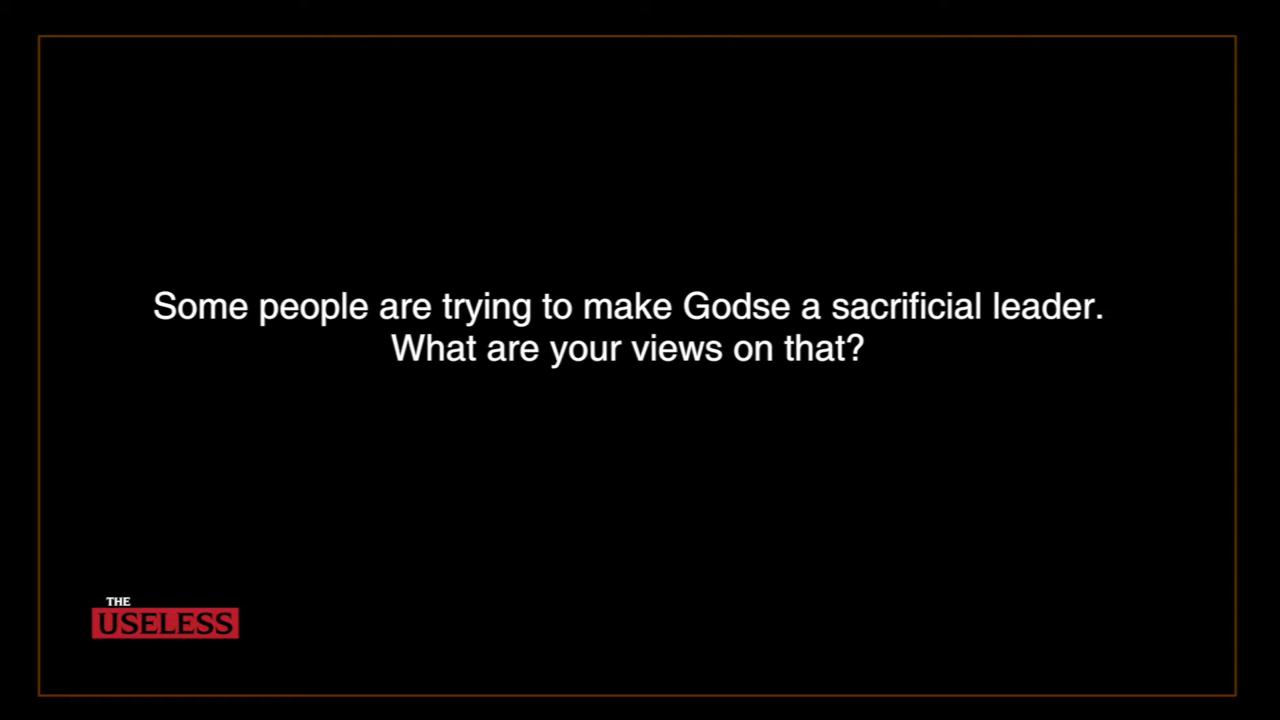 Some people are trying to make Godse a sacrificial leader.
What are your views on that?
THE
USELESS